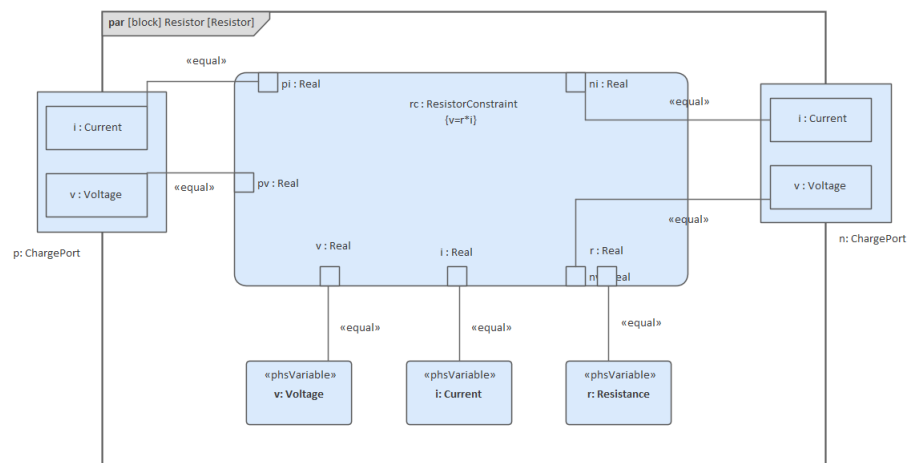 par [block] Resistor [Resistor]
«equal»
pi : Real
ni : Real
rc : ResistorConstraint
{v=r*i}
«equal»
i : Current
i : Current
v : Voltage
«equal»
pv : Real
v : Voltage
«equal»
p: ChargePort
n: ChargePort
v : Real
i : Real
r : Real
«equal»
«equal»
«equal»
«phsVariable»
v: Voltage
«phsVariable»
i: Current
«phsVariable»
r: Resistance